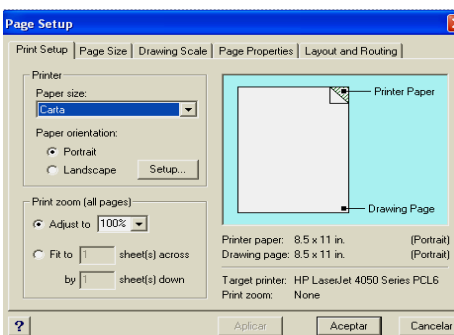 Page Setup
Print Setup Page Size Drawing Scale Page Properties Layout and Routing
Printer
Paper size:
Carta
Paper orientation:
Portrait
Landscape Setup...
Print zoom (all pages)
Adjust to 100%
Fit to 1 sheet(s) across
by 1 sheet(s) down
Printer Paper
Drawing Page
Printer paper: 8.5 x 11 in. (Portrait)
Drawing page: 8.5 x 11 in. (Portrait)
Target printer: HP LaserJet 4050 Series PCL6
Print zoom: None
? Aplicar Aceptar Cancelar